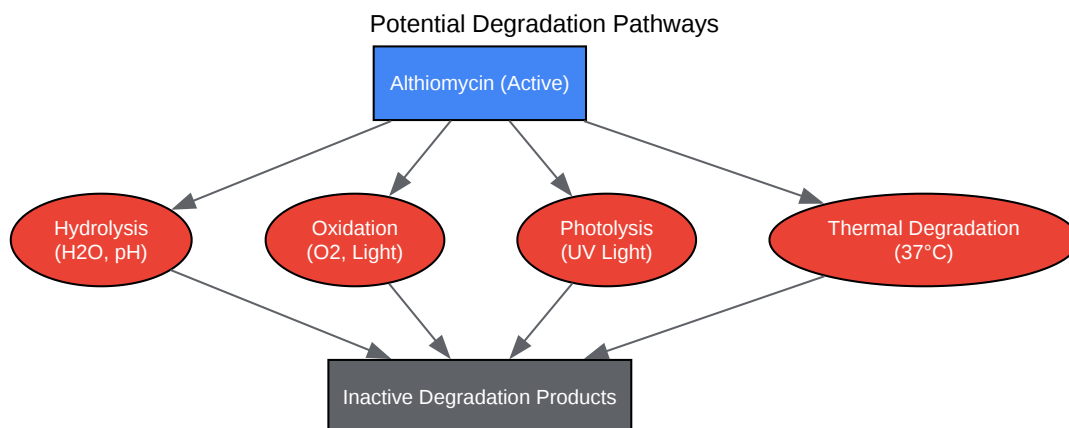 Potential Degradation Pathways
Althiomycin (Active)
Hydrolysis
(H2O, pH)
Oxidation
(O2, Light)
Photolysis
(UV Light)
Thermal Degradation
(37°C)
Inactive Degradation Products